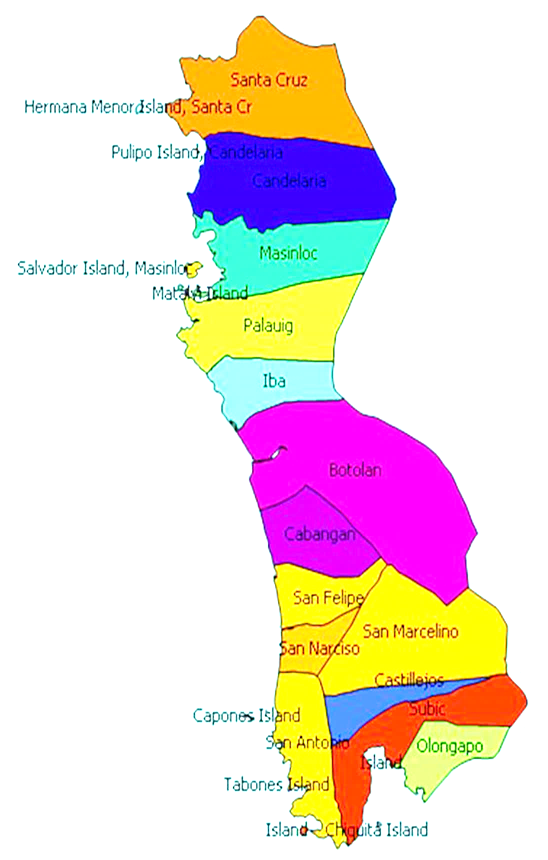 Santa Cruz
Hermana Menor Island, Santa Cr
Pulipo Island, Candelaria
Candelaria
Masinloc
Salvador Island, Masinloc
Island
Palauig
Iba
Botolan
Cabangan
San Felipe
San Marcelino
San Narciso
Castillejos
Subic
Capones Island
San Antonio
Olongapo
Island
Tabones Island
Island
Chiquita Island